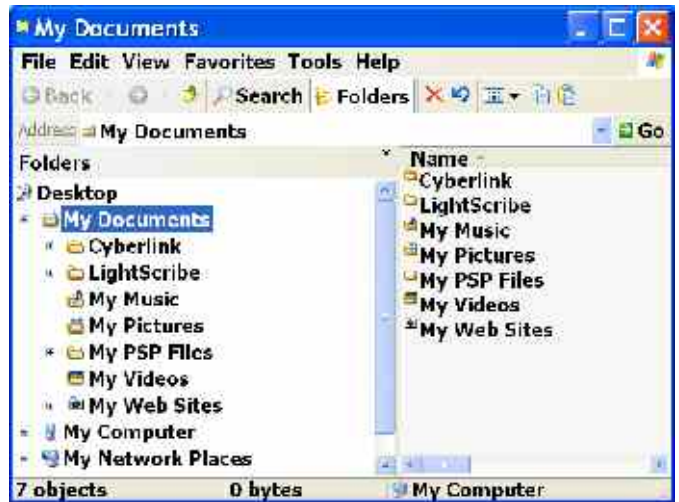 My Documents
File Edit View Favorites Tools Help
Back Search Folders
Address My Documents Go
Folders
Desktop
My Documents
Cyberlink
LightScribe
My Music
My Pictures
My PSP Files
My Videos
My Web Sites
My Computer
My Network Places
Name
Cyberlink
LightScribe
My Music
My Pictures
My PSP Files
My Videos
My Web Sites
7 objects 0 bytes My Computer